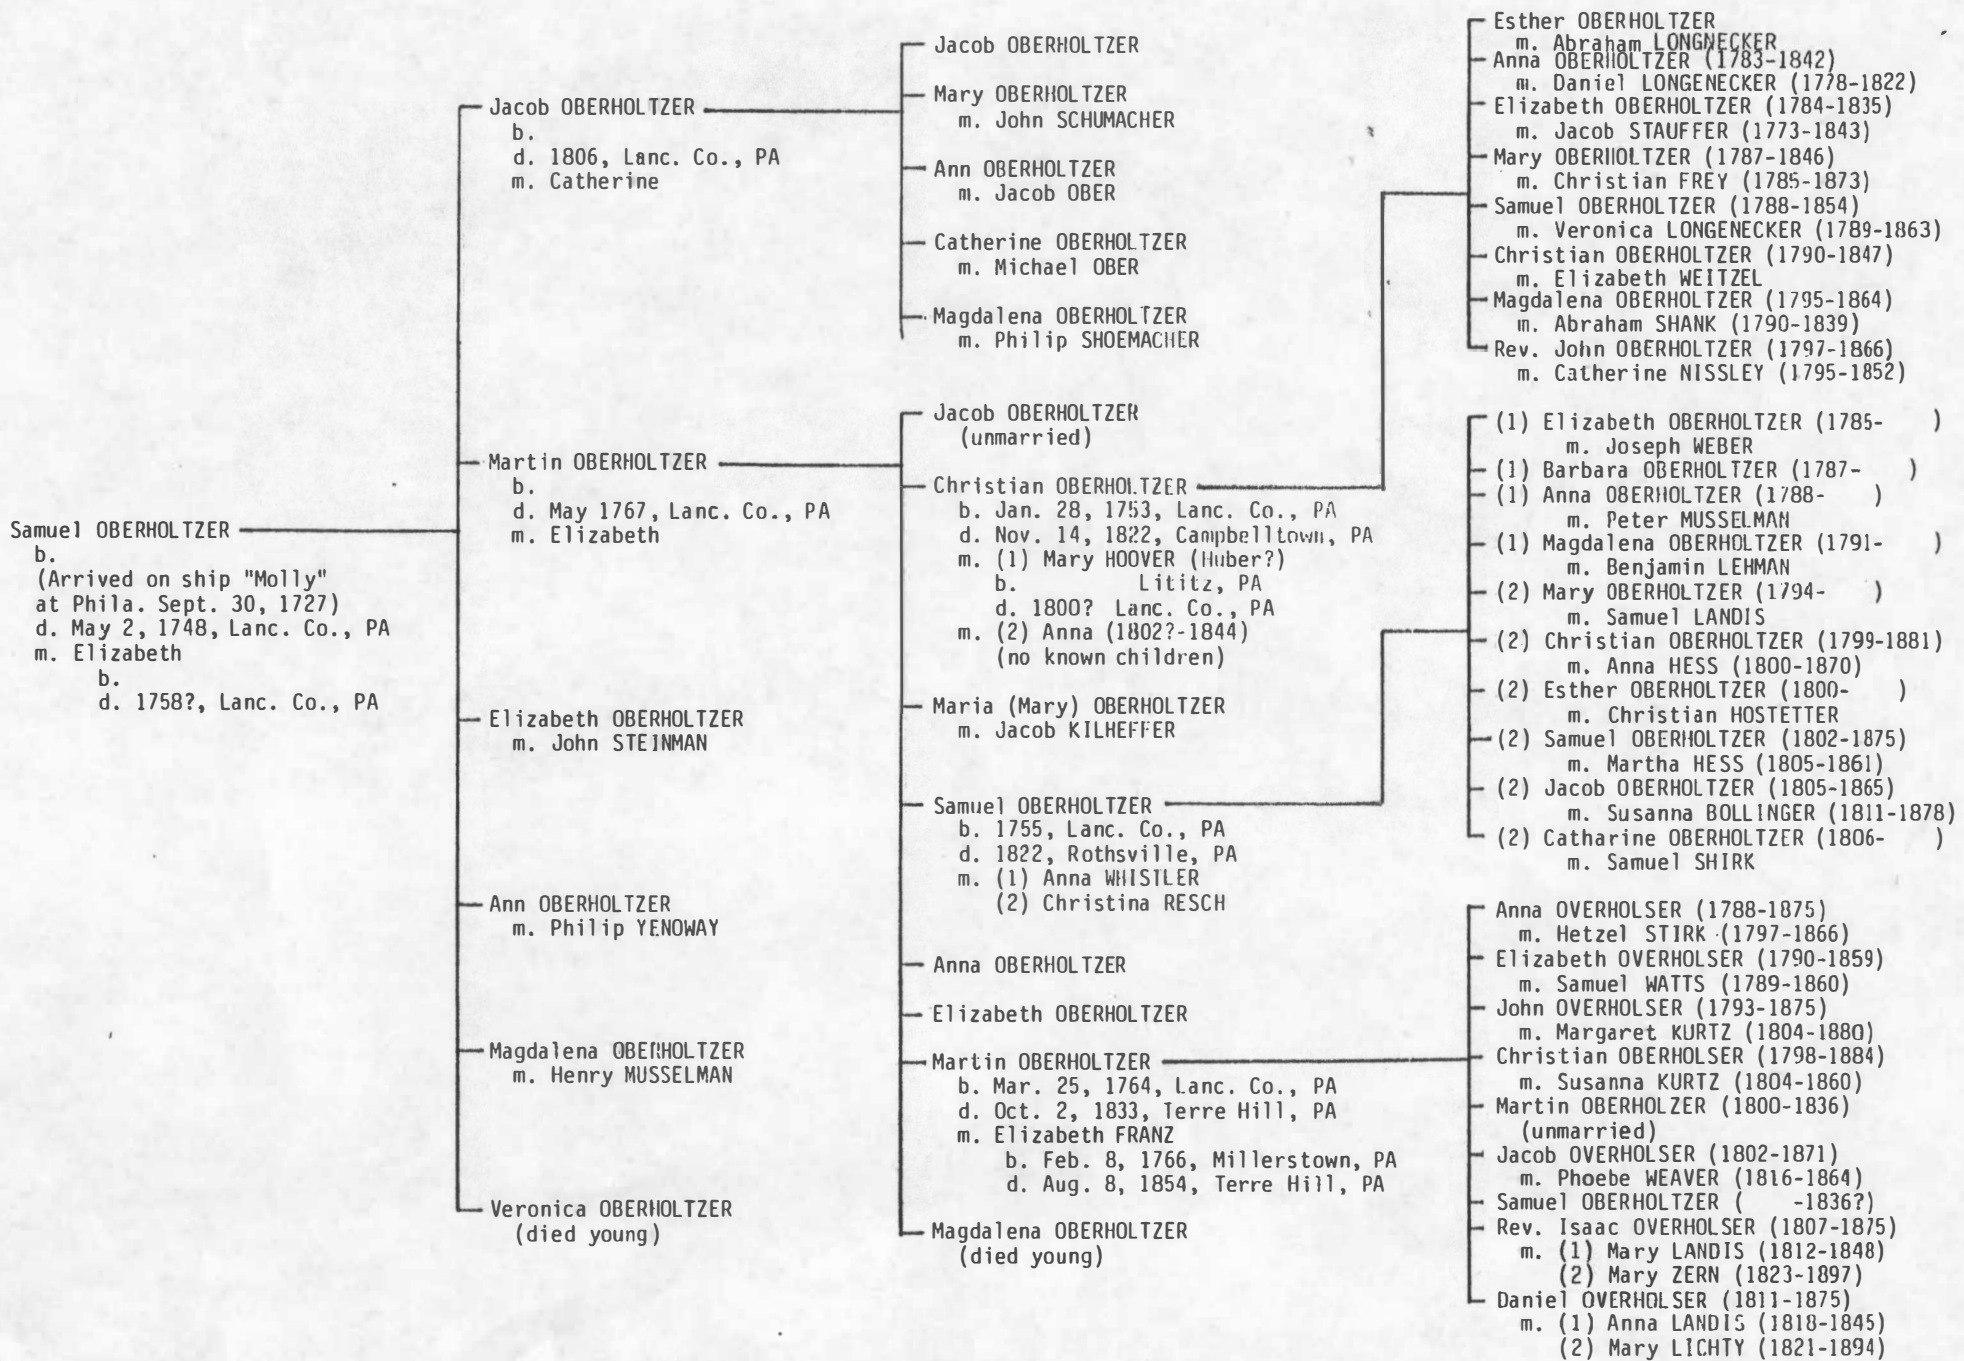 Samuel OBERHOLTZER
b.
(Arrived on ship "Molly"
at Phila. Sept. 30, 1727)
d. May 2, 1748, Lanc. Co., PA
m. Elizabeth
b.
d. 1758?, Lanc. Co., PA
Jacob OBERHOLTZER
b.
d. 1806, Lanc. Co., PA
m. Catherine
Martin OBERHOLTZER
b.
d. May 1767, Lanc. Co., PA
m. Elizabeth
Elizabeth OBERHOLTZER
m. John STEINMAN
Ann OBERHOLTZER
m. Philip YENOWAY
Magdalena OBERHOLTZER
m. Henry MUSSELMAN
Veronica OBERHOLTZER
(died young)
Jacob OBERHOLTZER
Mary OBERHOLTZER
m. John SCHUMACHER
Ann OBERHOLTZER
m. Jacob OBER
Catherine OBERHOLTZER
m. Michael OBER
Magdalena OBERHOLTZER
m. Philip SHOEMACHER
Jacob OBERHOLTZER
(unmarried)
Christian OBERHOLTZER
b. Jan. 28, 1753, Lanc. Co., PA
d. Nov. 14, 1822, Campbelltown, PA
m. (1) Mary HOOVER (Huber?)
b. Lititz, PA
d. 1800? Lanc. Co., PA
m. (2) Anna (1802?-1844)
(no known children)
Maria (Mary) OBERHOLTZER
m. Jacob KILHEFFER
Samuel OBERHOLTZER
b. 1755, Lanc. Co., PA
d. 1822, Rothsville, PA
m. (1) Anna WHISTLER
(2) Christina RESCH
Anna OBERHOLTZER
Elizabeth OBERHOLTZER
Martin OBERHOLTZER
b. Mar. 25, 1764, Lanc. Co., PA
d. Oct. 2, 1833, Terre Hill, PA
m. Elizabeth FRANZ
b. Feb. 8, 1766, Millerstown, PA
d. Aug. 8, 1854, Terre Hill, PA
Magdalena OBERHOLTZER
(died young)
Esther OBERHOLTZER
m. Abraham LONGNECKER
Anna OBERHOLTZER (1783-1842)
m. Daniel LONGENECKER (1778-1822)
Elizabeth OBERHOLTZER (1784-1835)
m. Jacob STAUFFER (1773-1843)
Mary OBERHOLTZER (1787-1846)
m. Christian FREY (1785-1873)
Samuel OBERHOLTZER (1788-1854)
m. Veronica LONGENECKER (1789-1863)
Christian OBERHOLTZER (1790-1847)
m. Elizabeth WEITZEL
Magdalena OBERHOLTZER (1795-1864)
m. Abraham SHANK (1790-1839)
Rev. John OBERHOLTZER (1797-1866)
m. Catherine NISSLEY (1795-1852)
(1) Elizabeth OBERHOLTZER (1785- )
m. Joseph WEBER
(1) Barbara OBERHOLTZER (1787- )
(1) Anna OBERHOLTZER (1788- )
m. Peter MUSSELMAN
(1) Magdalena OBERHOLTZER (1791- )
m. Benjamin LEHMAN
(2) Mary OBERHOLTZER (1794- )
m. Samuel LANDIS
(2) Christian OBERHOLTZER (1799-1881)
m. Anna HESS (1800-1870)
(2) Esther OBERHOLTZER (1800- )
m. Christian HOSTETTER
(2) Samuel OBERHOLTZER (1802-1875)
m. Martha HESS (1805-1861)
(2) Jacob OBERHOLTZER (1805-1865)
m. Susanna BOLLINGER (1811-1878)
(2) Catharine OBERHOLTZER (1806- )
m. Samuel SHIRK
Anna OVERHOLSER (1788-1875)
m. Hetzel STIRK (1797-1866)
Elizabeth OVERHOLSER (1790-1859)
m. Samuel WATTS (1789-1860)
John OVERHOLSER (1793-1875)
m. Margaret KURTZ (1804-1880)
Christian OBERHOLSER (1798-1884)
m. Susanna KURTZ (1804-1860)
Martin OBERHOLZER (1800-1836)
(unmarried)
Jacob OVERHOLSER (1802-1871)
m. Phoebe WEAVER (1816-1864)
Samuel OBERHOLTZER ( -1836?)
Rev. Isaac OVERHOLSER (1807-1875)
m. (1) Mary LANDIS (1812-1848)
(2) Mary ZERN (1823-1897)
Daniel OVERHOLSER (1811-1875)
m. (1) Anna LANDIS (1818-1845)
(2) Mary LICHTY (1821-1894)